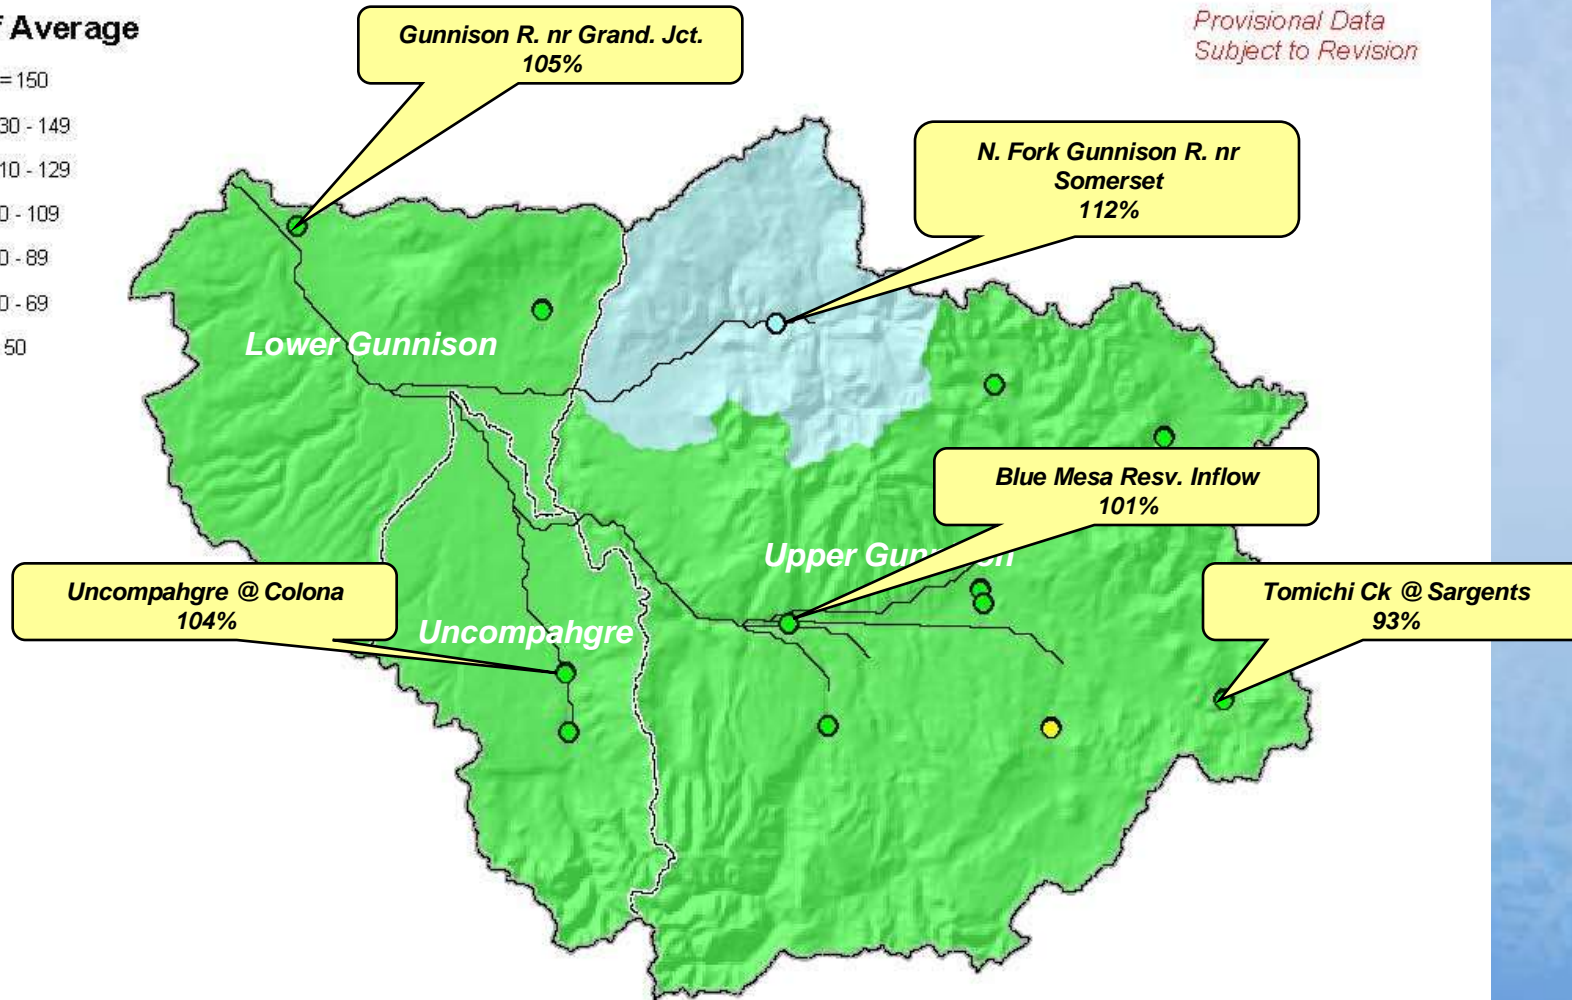 f Average
= 150
30 - 149
10 - 129
0 - 109
0 - 89
0 - 69
50
Gunnison R. nr Grand. Jct.
105%
Provisional Data
Subject to Revision
N. Fork Gunnison R. nr
Somerset
112%
Lower Gunnison
Blue Mesa Resv. Inflow
101%
Upper Gunn on
Uncompahgre @ Colona
104%
Uncompahgre
Tomichi Ck @ Sargents
93%